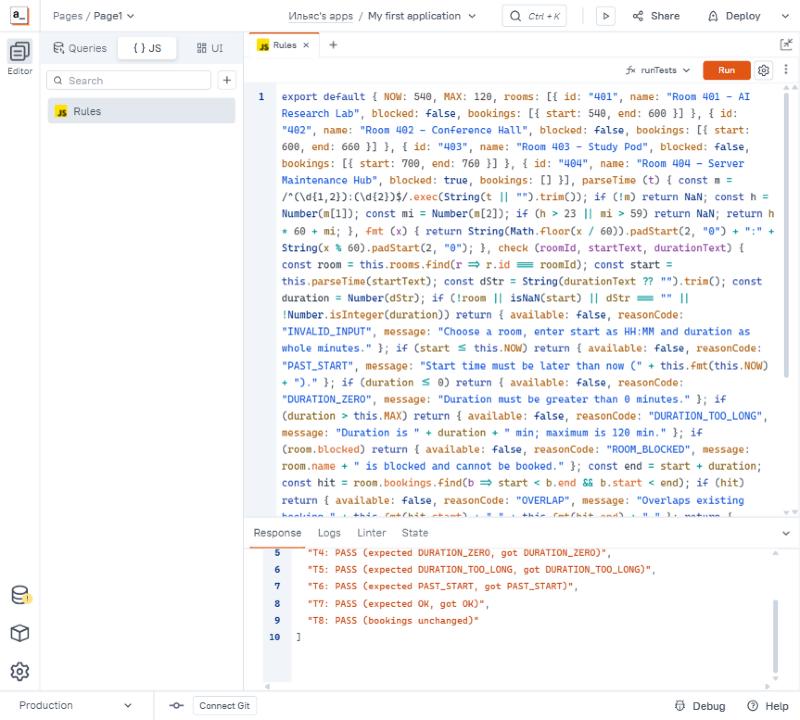 a_
Pages / Page1
Ильяс's apps / My first application
Ctrl + K
Share
Deploy
Editor
Queries
{ } JS
UI
Search
Rules
JS Rules
runTests
Run
1
export default { NOW: 540, MAX: 120, rooms: [{ id: "401", name: "Room 401 – AI
Research Lab", blocked: false, bookings: [{ start: 540, end: 600 }] }, { id:
"402", name: "Room 402 – Conference Hall", blocked: false, bookings: [{ start:
600, end: 660 }] }, { id: "403", name: "Room 403 – Study Pod", blocked: false,
bookings: [{ start: 700, end: 760 }] }, { id: "404", name: "Room 404 – Server
Maintenance Hub", blocked: true, bookings: [] }], parseTime (t) { const m =
/^(\d{1,2}):(\d{2})$/.exec(String(t || "").trim()); if (!m) return NaN; const h =
Number(m[1]); const mi = Number(m[2]); if (h > 23 || mi > 59) return NaN; return h
* 60 + mi; }, fmt (x) { return String(Math.floor(x / 60)).padStart(2, "0") + ":" +
String(x % 60).padStart(2, "0"); }, check (roomId, startText, durationText) {
const room = this.rooms.find(r => r.id === roomId); const start =
this.parseTime(startText); const dStr = String(durationText ?? "").trim(); const
duration = Number(dStr); if (!room || isNaN(start) || dStr === "" ||
!Number.isInteger(duration)) return { available: false, reasonCode:
"INVALID_INPUT", message: "Choose a room, enter start as HH:MM and duration as
whole minutes." }; if (start <= this.NOW) return { available: false, reasonCode:
"PAST_START", message: "Start time must be later than now (" + this.fmt(this.NOW)
+ ")." }; if (duration <= 0) return { available: false, reasonCode:
"DURATION_ZERO", message: "Duration must be greater than 0 minutes." }; if
(duration > this.MAX) return { available: false, reasonCode: "DURATION_TOO_LONG",
message: "Duration is " + duration + " min; maximum is 120 min." }; if
(room.blocked) return { available: false, reasonCode: "ROOM_BLOCKED", message:
room.name + " is blocked and cannot be booked." }; const end = start + duration;
const hit = room.bookings.find(b => start < b.end && b.start < end); if (hit)
return { available: false, reasonCode: "OVERLAP", message: "Overlaps existing
Response
Logs
Linter
State
5 "T4: PASS (expected DURATION_ZERO, got DURATION_ZERO)",
6 "T5: PASS (expected DURATION_TOO_LONG, got DURATION_TOO_LONG)",
7 "T6: PASS (expected PAST_START, got PAST_START)",
8 "T7: PASS (expected OK, got OK)",
9 "T8: PASS (bookings unchanged)"
10 ]
Production
Connect Git
Debug
Help